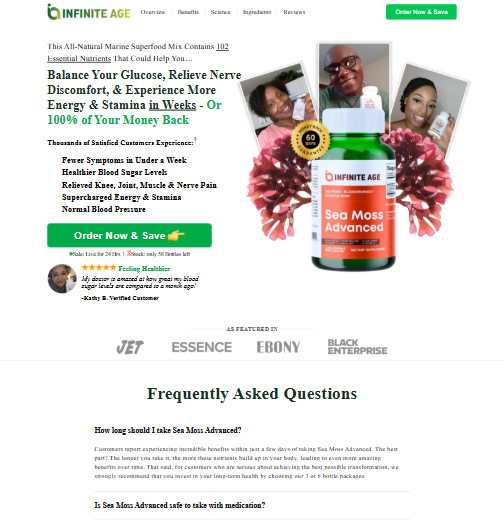 INFINITE AGE
Overview
Benefits
Science
Ingredients
Reviews
Order Now & Save
This All-Natural Marine Superfood Mix Contains 102
Essential Nutrients That Could Help You…
Balance Your Glucose, Relieve Nerve
Discomfort, & Experience More
Energy & Stamina in Weeks - Or
100% of Your Money Back
Thousands of Satisfied Customers Experience:†
Fewer Symptoms in Under a Week
Healthier Blood Sugar Levels
Relieved Knee, Joint, Muscle & Nerve Pain
Supercharged Energy & Stamina
Normal Blood Pressure
Order Now & Save
Sale: Live for 24 Hrs | Stock: only 58 Bottles left
Feeling Healthier
My doctor is amazed at how great my blood
sugar levels are compared to a month ago!
-Kathy B. Verified Customer
60
DAYS
INFINITE AGE
Sea Moss
Advanced
AS FEATURED IN
JET
ESSENCE
EBONY
BLACK
ENTERPRISE
Frequently Asked Questions
How long should I take Sea Moss Advanced?
Customers report experiencing incredible benefits within just a few days of taking Sea Moss Advanced. The best
part? The longer you take it, the more these nutrients build up in your body, leading to even more amazing
benefits over time. That said, for customers who are serious about achieving the best possible transformation, we
strongly recommend that you invest in your long-term health by choosing our 3 or 6 bottle packages.
Is Sea Moss Advanced safe to take with medication?